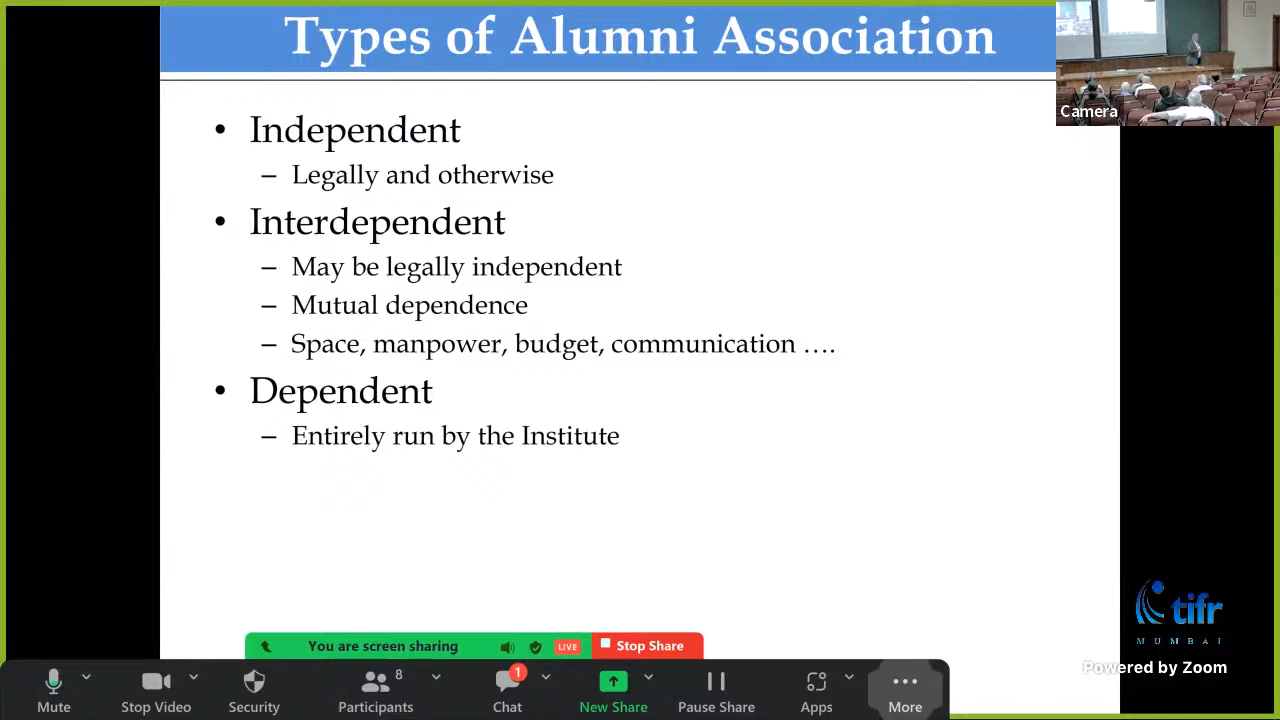 Types of Alumni Association
Camera
• Independent
– Legally and otherwise
• Interdependent
– May be legally independent
– Mutual dependence
– Space, manpower, budget, communication ….
• Dependent
– Entirely run by the Institute
tifr
MUMBAI
Powered by Zoom
You are screen sharing
LIVE
Stop Share
8
1
Mute
Stop Video
Security
Participants
Chat
New Share
Pause Share
Apps
More